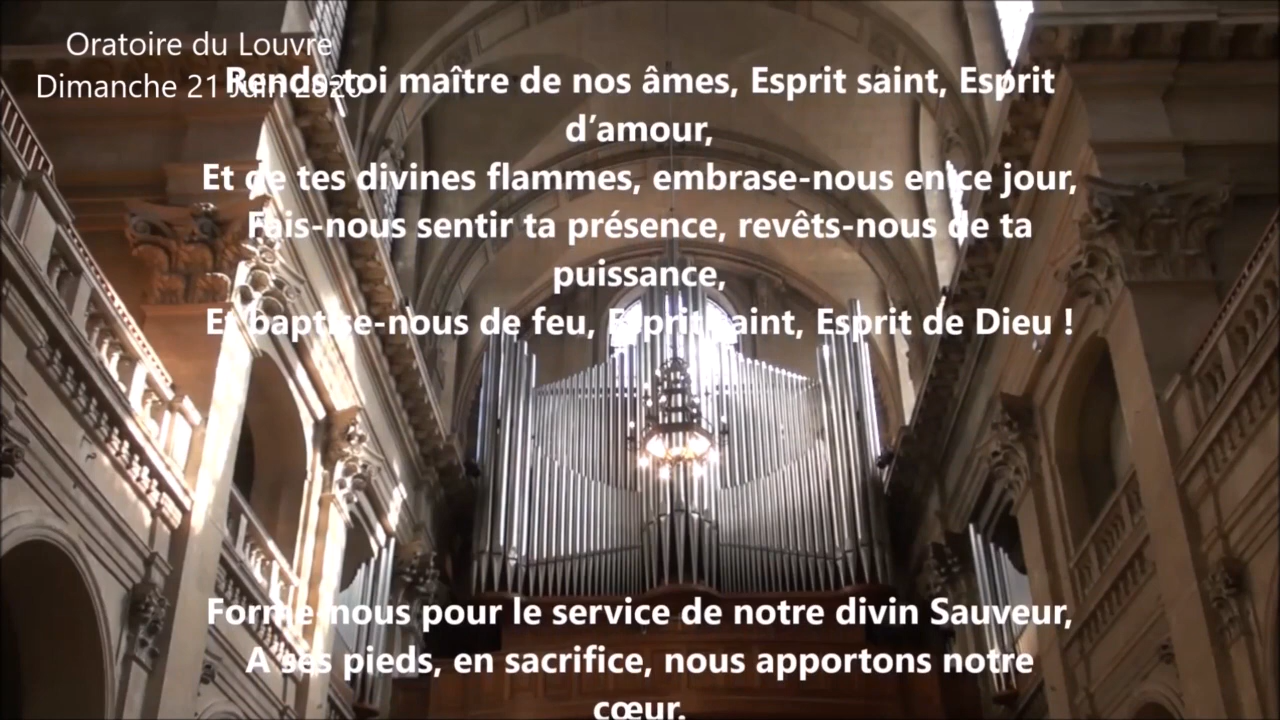 Oratoire du Louvre
Dimanche 21 Juin 2020
Rends-toi maître de nos âmes, Esprit saint, Esprit
d’amour,
Et de tes divines flammes, embrase-nous en ce jour,
Fais-nous sentir ta présence, revêts-nous de ta
puissance,
Et baptise-nous de feu, Esprit saint, Esprit de Dieu !
Forme-nous pour le service de notre divin Sauveur,
A ses pieds, en sacrifice, nous apportons notre
cœur.